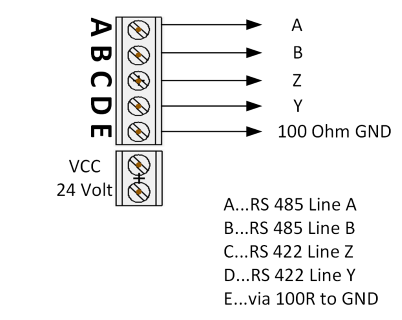 A A
B B
C Z
D Y
E 100 Ohm GND
VCC
24 Volt
+
A...RS 485 Line A
B...RS 485 Line B
C...RS 422 Line Z
D...RS 422 Line Y
E...via 100R to GND